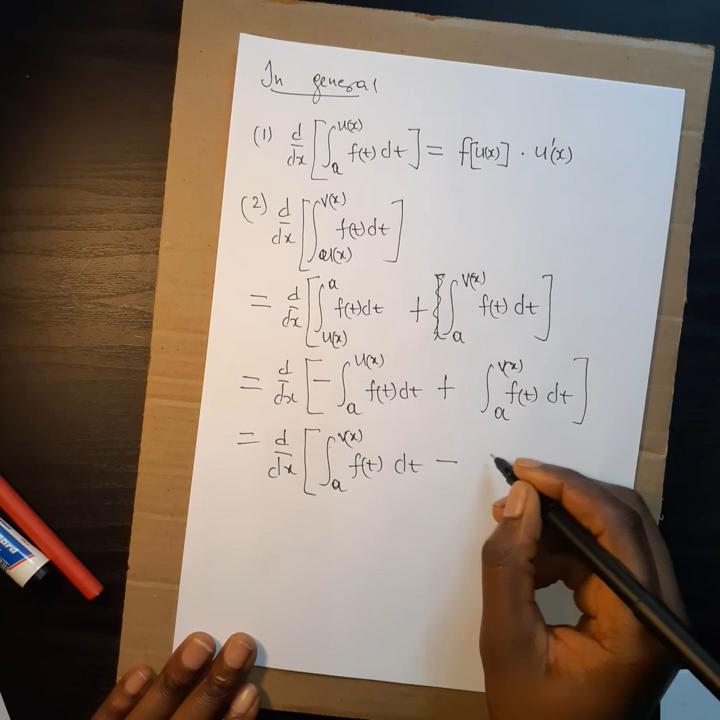 In general
(1) d/dx [∫_a^{u(x)} f(t) dt] = f[u(x)] · u'(x)
(2) d/dx [∫_{u(x)}^{v(x)} f(t) dt]
= d/dx [∫_{u(x)}^a f(t) dt + ∫_a^{v(x)} f(t) dt]
= d/dx [- ∫_a^{u(x)} f(t) dt + ∫_a^{v(x)} f(t) dt]
= d/dx [∫_a^{v(x)} f(t) dt -